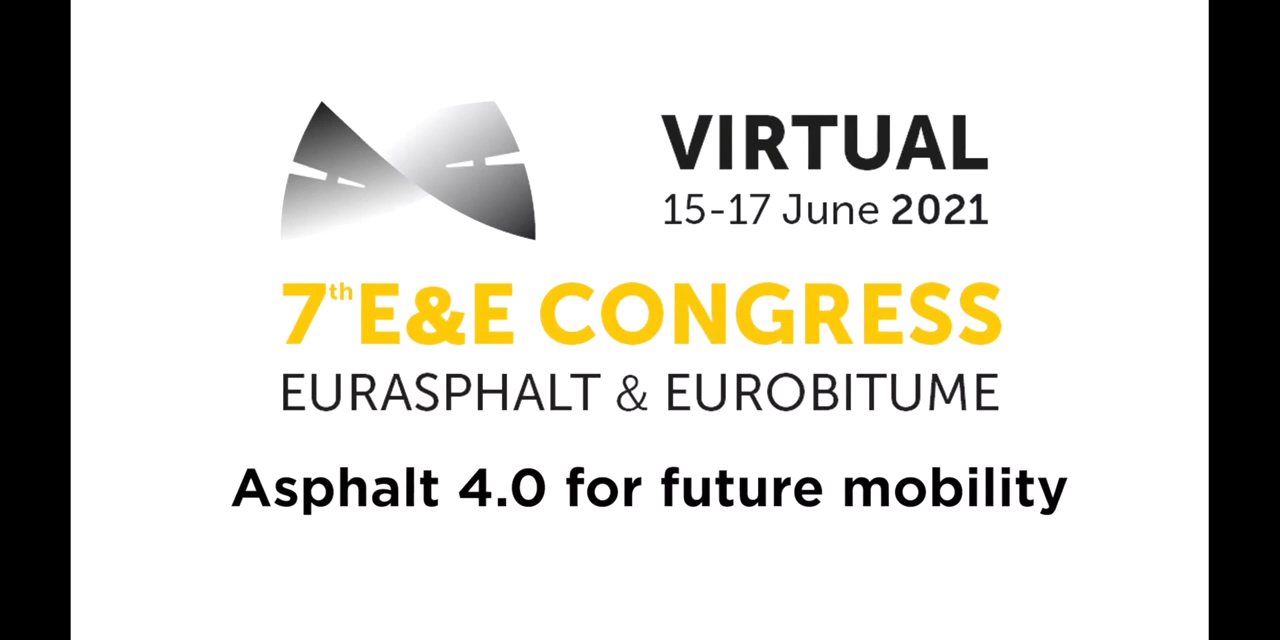 VIRTUAL
15-17 June 2021
7th E&E CONGRESS
EURASPHALT & EUROBITUME
Asphalt 4.0 for future mobility